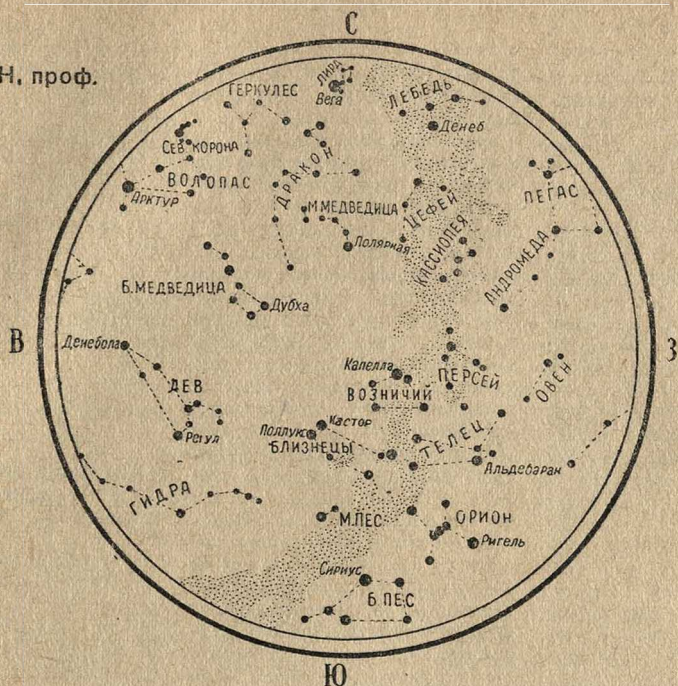 С
Н, проф.
ЛИРА
Вега
ГЕРКУЛЕС
ЛЕБЕДЬ
Денеб
СЕВ. КОРОНА
ДРАКОН
ВОЛОПАС
Арктур
ПЕГАС
М.МЕДВЕДИЦА
ЦЕФЕЙ
Полярная
КАССИОПЕЯ
АНДРОМЕДА
Б.МЕДВЕДИЦА
Дубха
В
Денебола
З
Капелла
ПЕРСЕЙ
ОВЕН
ЛЕВ
ВОЗНИЧИЙ
Кастор
Поллукс
БЛИЗНЕЦЫ
ТЕЛЕЦ
Регул
Альдебаран
ГИДРА
М.ПЕС
ОРИОН
Ригель
Сириус
Б.ПЕС
Ю